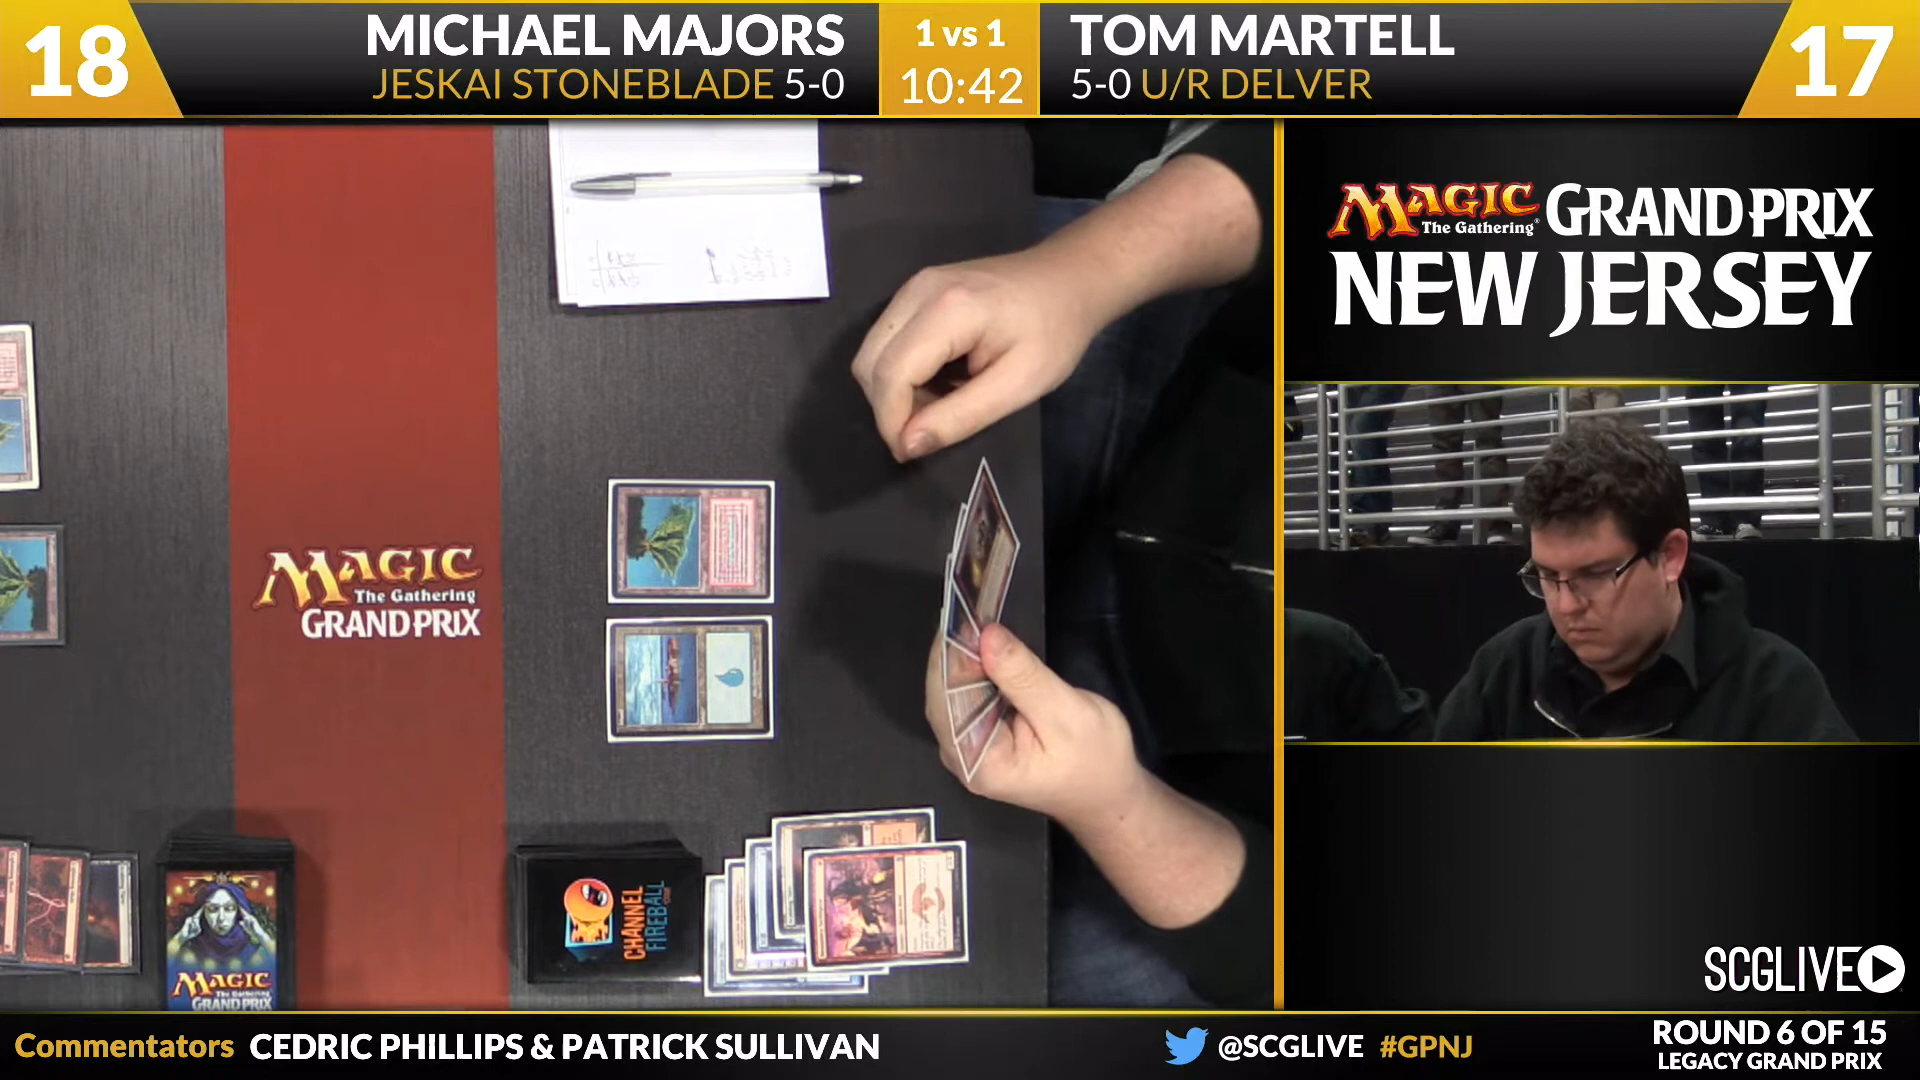 18
MICHAEL MAJORS
JESKAI STONEBLADE 5-0
1 vs 1
10:42
TOM MARTELL
5-0 U/R DELVER
17
MAGIC
The Gathering
GRAND PRIX
NEW JERSEY
MAGIC
The Gathering
GRAND PRIX
MAGIC
The Gathering
GRAND PRIX
CHANNEL
FIREBALL
SCGLIVE
Commentators CEDRIC PHILLIPS & PATRICK SULLIVAN
@SCGLIVE #GPNJ
ROUND 6 OF 15
LEGACY GRAND PRIX